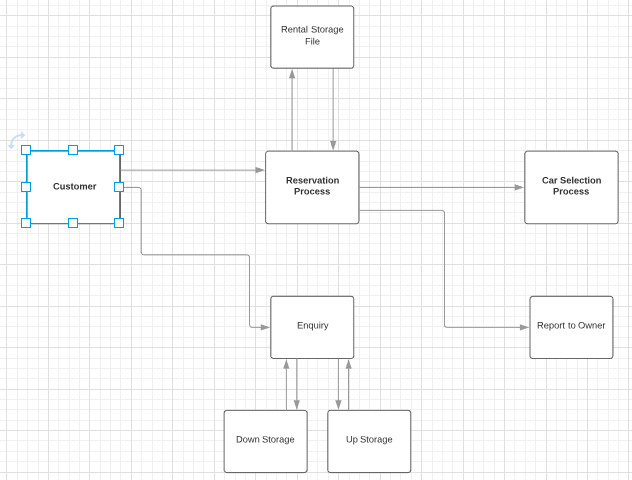 Rental Storage
File
Customer
Reservation
Process
Car Selection
Process
Enquiry
Report to Owner
Down Storage
Up Storage